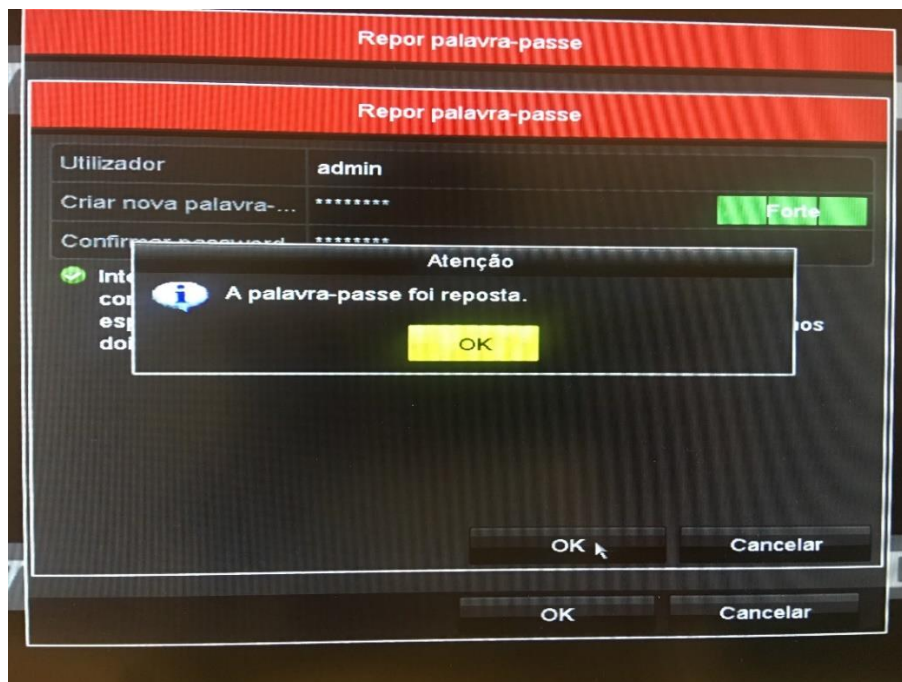 Repor palavra-passe
Repor palavra-passe
Utilizador admin
Criar nova palavra-... ******** Forte
******** 
Atenção
A palavra-passe foi reposta.
OK
OK Cancelar
OK Cancelar